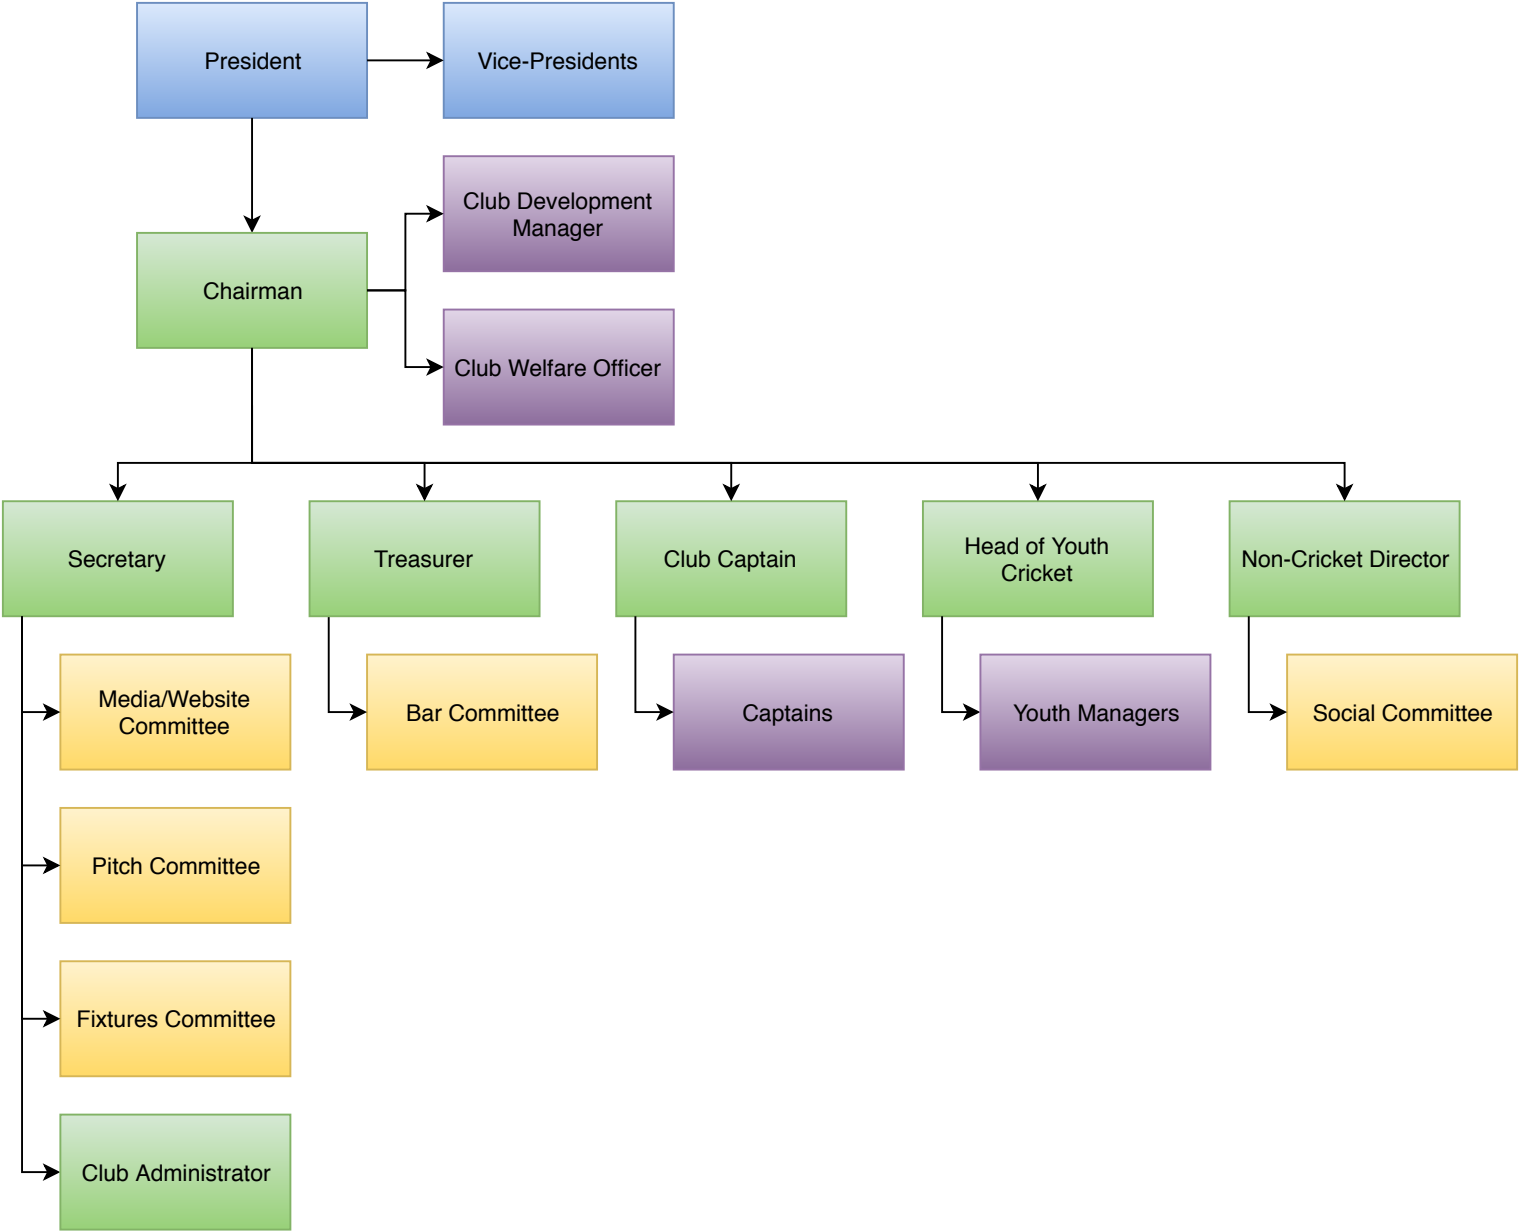 President
Vice-Presidents
Club Development
Manager
Chairman
Club Welfare Officer
Secretary
Treasurer
Club Captain
Head of Youth
Cricket
Non-Cricket Director
Media/Website
Committee
Bar Committee
Captains
Youth Managers
Social Committee
Pitch Committee
Fixtures Committee
Club Administrator